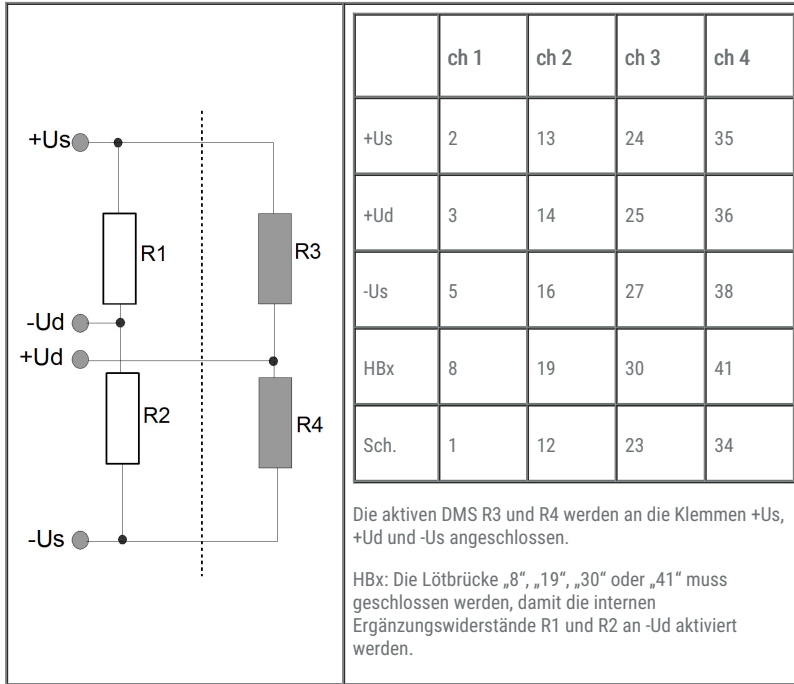 +Us
R1
R3
-Ud
+Ud
R2
R4
-Us
ch 1 ch 2 ch 3 ch 4
+Us 2 13 24 35
+Ud 3 14 25 36
-Us 5 16 27 38
HBx 8 19 30 41
Sch. 1 12 23 34
Die aktiven DMS R3 und R4 werden an die Klemmen +Us,
+Ud und -Us angeschlossen.
HBx: Die Lötbrücke „8“, „19“, „30“ oder „41“ muss
geschlossen werden, damit die internen
Ergänzungswiderstände R1 und R2 an -Ud aktiviert
werden.